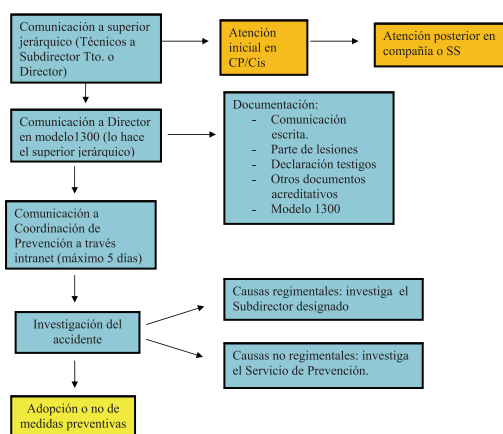 Comunicación a superior
jerárquico (Técnicos a
Subdirector Tto. o
Director)
Atención
inicial en
CP/Cis
Atención posterior en
compañía o SS
Comunicación a Director
en modelo1300 (lo hace
el superior jerárquico)
Documentación:
- Comunicación
escrita.
- Parte de lesiones
- Declaración testigos
- Otros documentos
acreditativos
- Modelo 1300
Comunicación a
Coordinación de
Prevención a través
intranet (máximo 5 días)
Causas regimentales: investiga el
Subdirector designado
Investigación del
accidente
Causas no regimentales: investiga
el Servicio de Prevención.
Adopción o no de
medidas preventivas